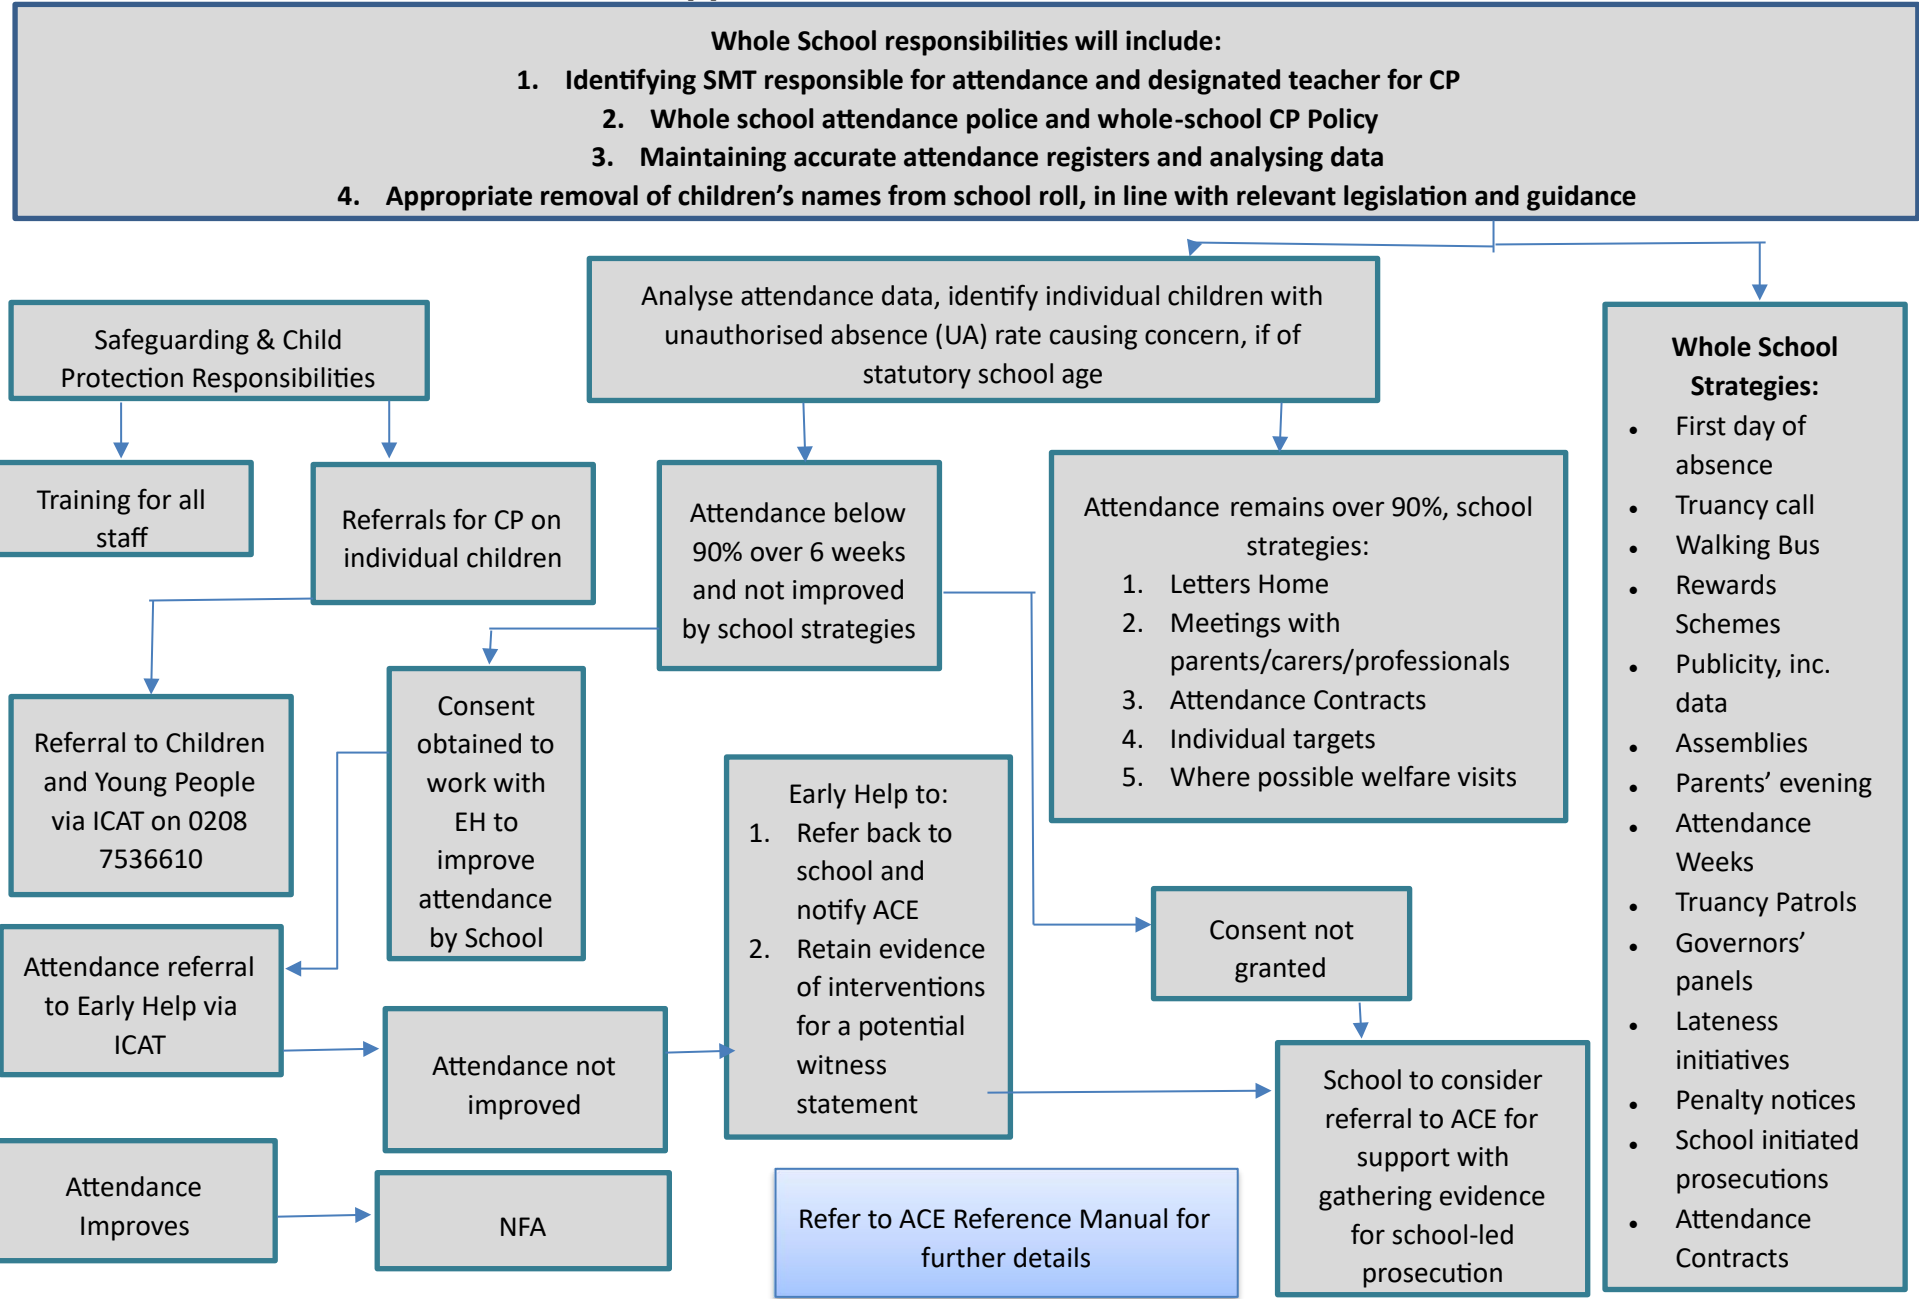 Whole School responsibilities will include:
1. Identifying SMT responsible for attendance and designated teacher for CP
2. Whole school attendance police and whole-school CP Policy
3. Maintaining accurate attendance registers and analysing data
4. Appropriate removal of children's names from school roll, in line with relevant legislation and guidance
Safeguarding & Child
Protection Responsibilities
Analyse attendance data, identify individual children with
unauthorised absence (UA) rate causing concern, if of
statutory school age
Training for all
staff
Referrals for CP on
individual children
Attendance below
90% over 6 weeks
and not improved
by school strategies
Attendance remains over 90%, school
strategies:
1. Letters Home
2. Meetings with
parents/carers/professionals
3. Attendance Contracts
4. Individual targets
5. Where possible welfare visits
Whole School
Strategies:
• First day of
absence
• Truancy call
• Walking Bus
• Rewards
Schemes
• Publicity, inc.
data
• Assemblies
• Parents' evening
• Attendance
Weeks
• Truancy Patrols
• Governors'
panels
• Lateness
initiatives
• Penalty notices
• School initiated
prosecutions
• Attendance
Contracts
Referral to Children
and Young People
via ICAT on 0208
7536610
Consent
obtained to
work with
EH to
improve
attendance
by School
Early Help to:
1. Refer back to
school and
notify ACE
2. Retain evidence
of interventions
for a potential
witness
statement
Consent not
granted
Attendance referral
to Early Help via
ICAT
Attendance not
improved
School to consider
referral to ACE for
support with
gathering evidence
for school-led
prosecution
Attendance
Improves
NFA
Refer to ACE Reference Manual for
further details